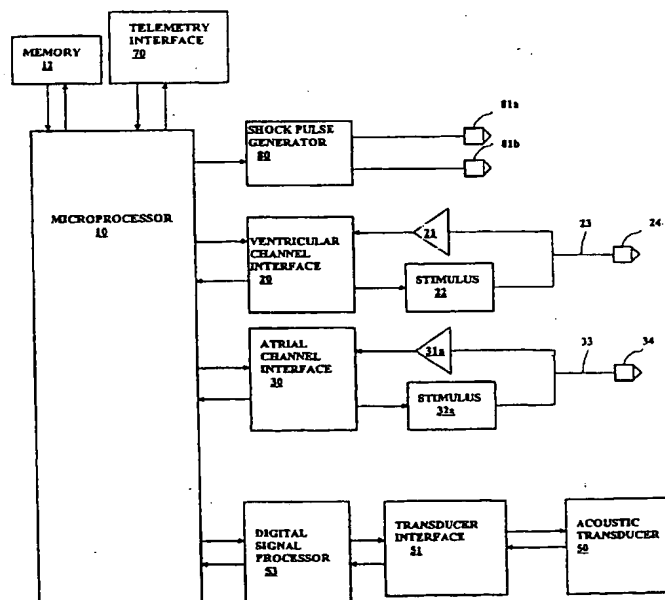 TELEMETRY
INTERFACE
70
MEMORY
12
81a
SHOCK PULSE
GENERATOR
80
81b
MICROPROCESSOR
10
VENTRICULAR
CHANNEL
INTERFACE
20
21
STIMULUS
22
23
24
ATRIAL
CHANNEL
INTERFACE
30
31a
STIMULUS
32a
33
34
DIGITAL
SIGNAL
PROCESSOR
53
TRANSDUCER
INTERFACE
51
ACOUSTIC
TRANSDUCER
50